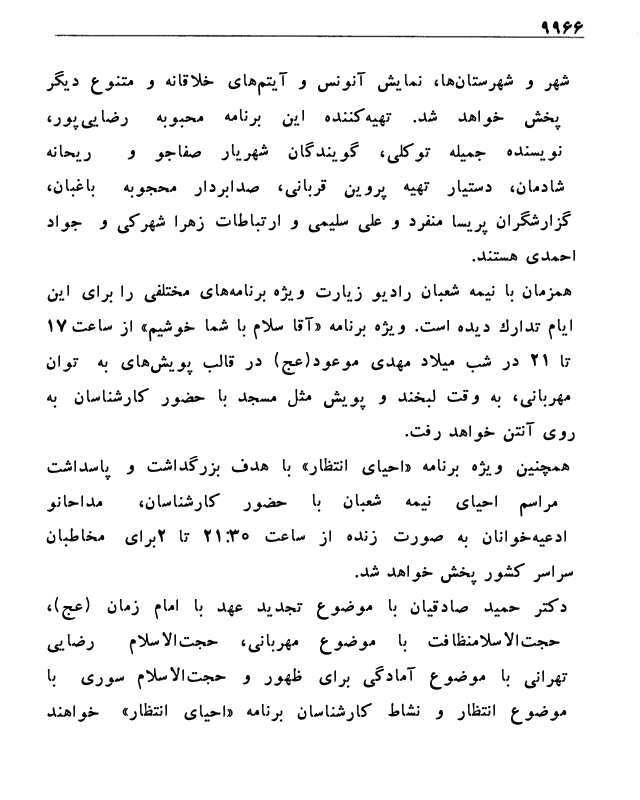 ۹۹۶۶
شهر و شهرستان‌ها، نمایش آنونس و آیتم‌های خلاقانه و متنوع دیگر
پخش خواهد شد. تهیه‌کننده این برنامه محبوبه رضایی‌پور،
نویسنده جمیله توکلی، گویندگان شهریار صفاجو و ریحانه
شادمان، دستیار تهیه پروین قربانی، صدابردار محجوبه باغبان،
گزارشگران پریسا منفرد و علی سلیمی و ارتباطات زهرا شهرکی و جواد
احمدی هستند.
همزمان با نیمه شعبان رادیو زیارت ویژه برنامه‌های مختلفی را برای این
ایام تدارك دیده است. ویژه برنامه «آقا سلام با شما خوشیم» از ساعت ۱۷
تا ۲۱ در شب میلاد مهدی موعود(عج) در قالب پویش‌های به توان
مهربانی، به وقت لبخند و پویش مثل مسجد با حضور کارشناسان به
روی آنتن خواهد رفت.
همچنین ویژه برنامه «احیای انتظار» با هدف بزرگداشت و پاسداشت
مراسم احیای نیمه شعبان با حضور کارشناسان، مداحانو
ادعیه‌خوانان به صورت زنده از ساعت ۲۱:۳۰ تا ۲برای مخاطبان
سراسر کشور پخش خواهد شد.
دکتر حمید صادقیان با موضوع تجدید عهد با امام زمان (عج)،
حجت‌الاسلامنظافت با موضوع مهربانی، حجت‌الاسلام رضایی
تهرانی با موضوع آمادگی برای ظهور و حجت‌الاسلام سوری با
موضوع انتظار و نشاط کارشناسان برنامه «احیای انتظار» خواهند